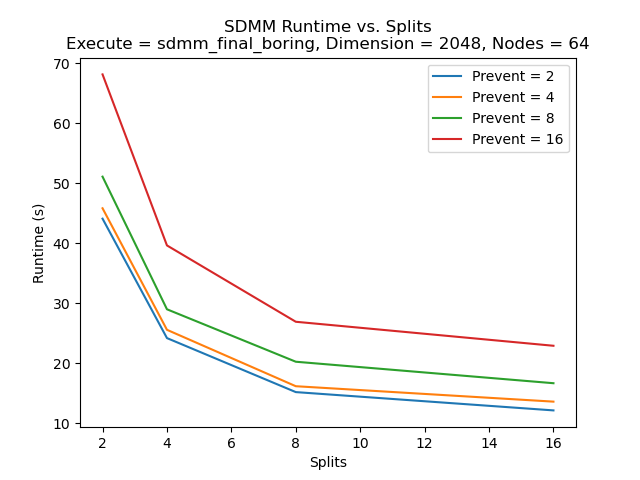 SDMM Runtime vs. Splits
Execute = sdmm_final_boring, Dimension = 2048, Nodes = 64
Prevent = 2
Prevent = 4
Prevent = 8
Prevent = 16
70
60
50
40
30
20
10
Runtime (s)
2 4 6 8 10 12 14 16
Splits